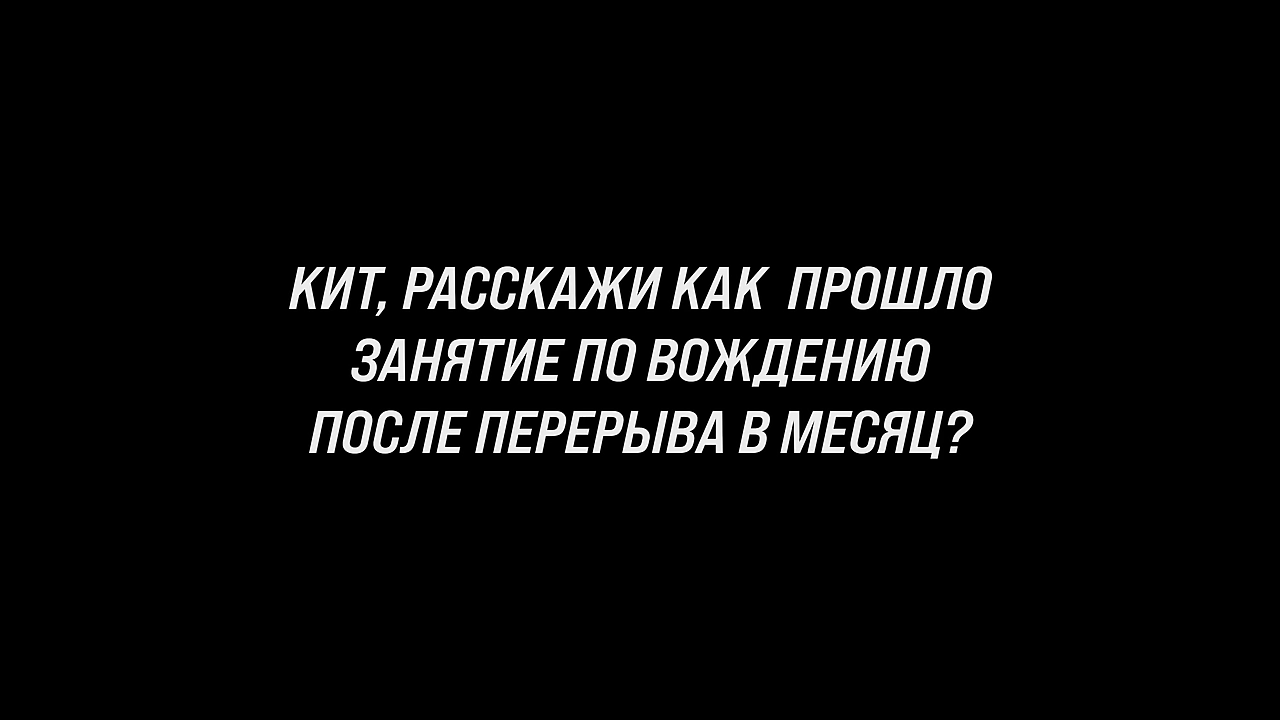 КИТ, РАССКАЖИ КАК  ПРОШЛО
ЗАНЯТИЕ ПО ВОЖДЕНИЮ
ПОСЛЕ ПЕРЕРЫВА В МЕСЯЦ?